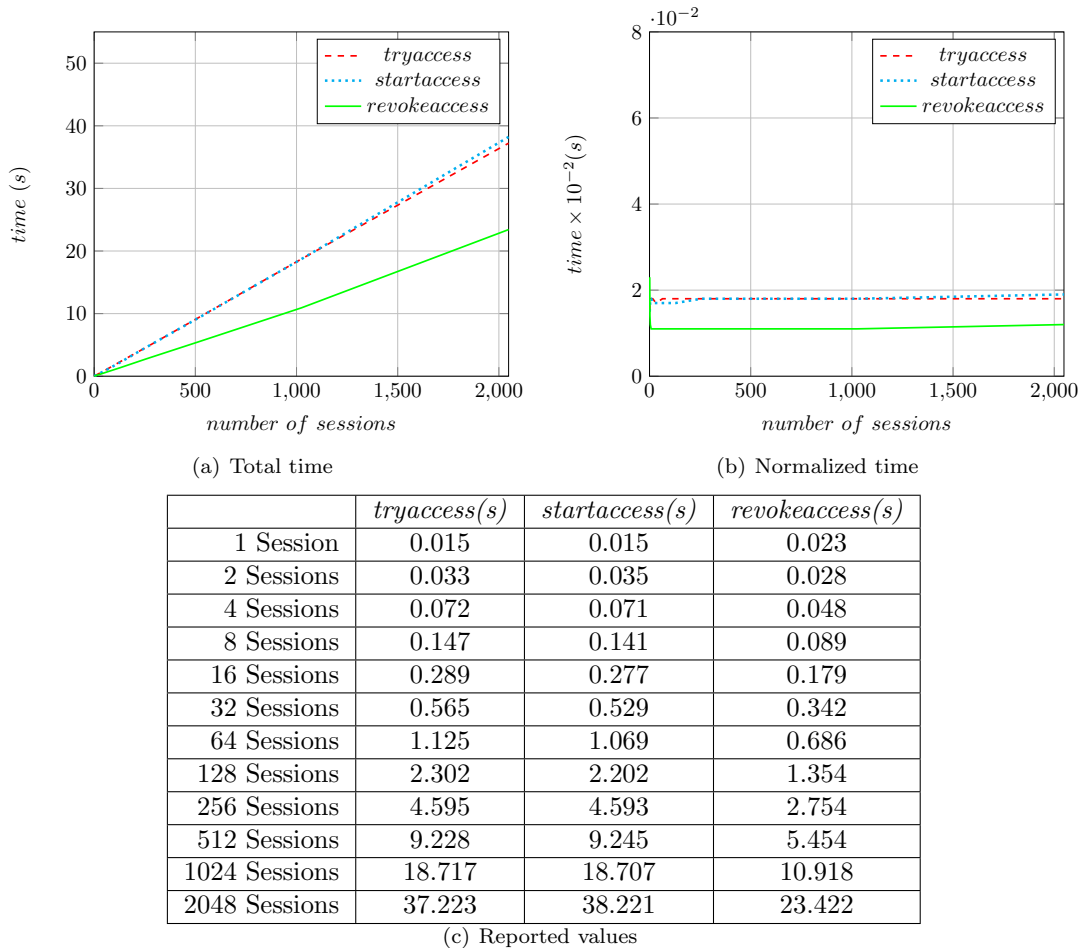 tryaccess
startaccess
revokeaccess
50
40
30
20
10
0
0
500
1,000
1,500
2,000
time (s)
number of sessions
(a) Total time
·10−2
tryaccess
startaccess
revokeaccess
8
6
4
2
0
0
500
1,000
1,500
2,000
time × 10−2(s)
number of sessions
(b) Normalized time
tryaccess(s) startaccess(s) revokeaccess(s)
1 Session 0.015 0.015 0.023
2 Sessions 0.033 0.035 0.028
4 Sessions 0.072 0.071 0.048
8 Sessions 0.147 0.141 0.089
16 Sessions 0.289 0.277 0.179
32 Sessions 0.565 0.529 0.342
64 Sessions 1.125 1.069 0.686
128 Sessions 2.302 2.202 1.354
256 Sessions 4.595 4.593 2.754
512 Sessions 9.228 9.245 5.454
1024 Sessions 18.717 18.707 10.918
2048 Sessions 37.223 38.221 23.422
(c) Reported values